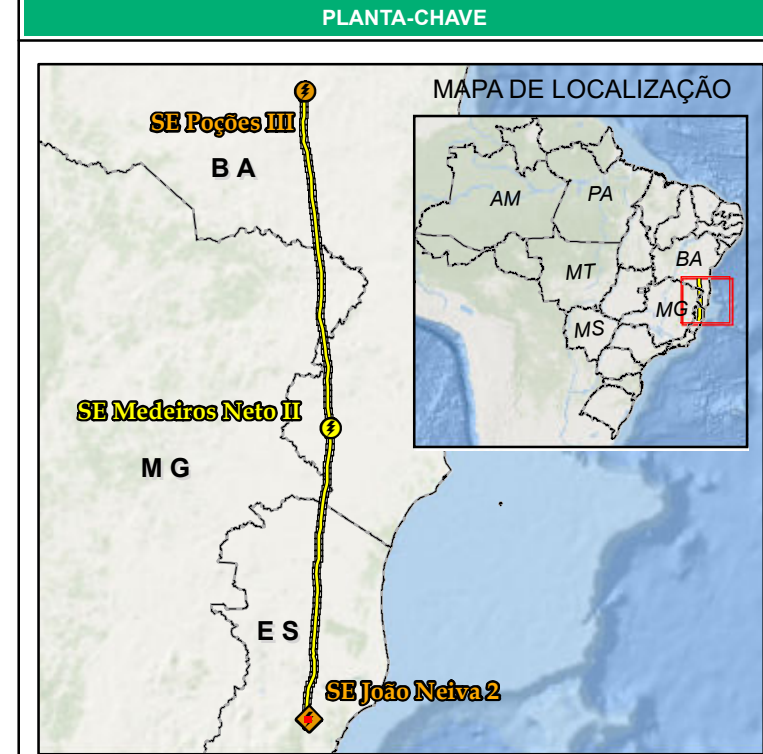 PLANTA-CHAVE
MAPA DE LOCALIZAÇÃO
SE Poções III
B A
AM
PA
BA
MT
MG
MS
SE Medeiros Neto II
M G
E S
SE João Neiva 2